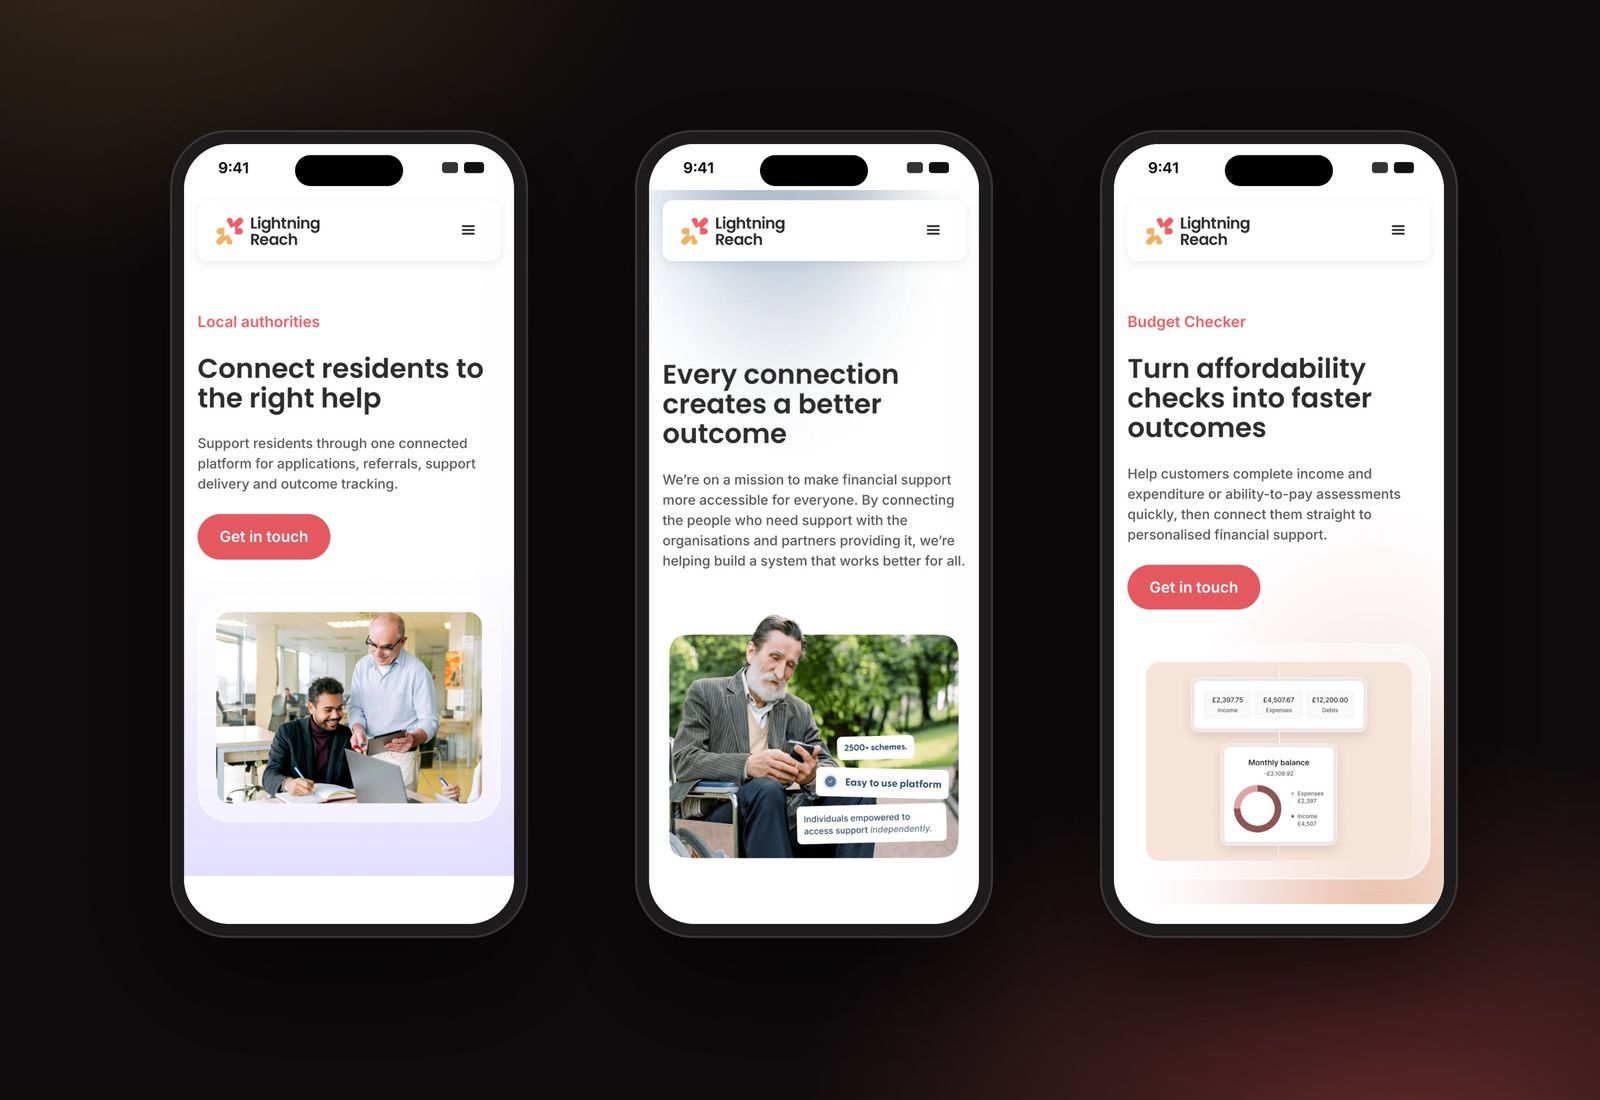 9:41
Lightning
Reach
Local authorities
Connect residents to
the right help
Support residents through one connected
platform for applications, referrals, support
delivery and outcome tracking.
Get in touch
9:41
Lightning
Reach
Every connection
creates a better
outcome
We’re on a mission to make financial support
more accessible for everyone. By connecting
the people who need support with the
organisations and partners providing it, we’re
helping build a system that works better for all.
2500+ schemes.
Easy to use platform
Individuals empowered to
access support independently.
9:41
Lightning
Reach
Budget Checker
Turn affordability
checks into faster
outcomes
Help customers complete income and
expenditure or ability-to-pay assessments
quickly, then connect them straight to
personalised financial support.
Get in touch
£2,397.75 £4,507.67 £12,200.00
Income Expenses Debts
Monthly balance
-£2,109.92
Expenses
£2,397
Income
£4,507